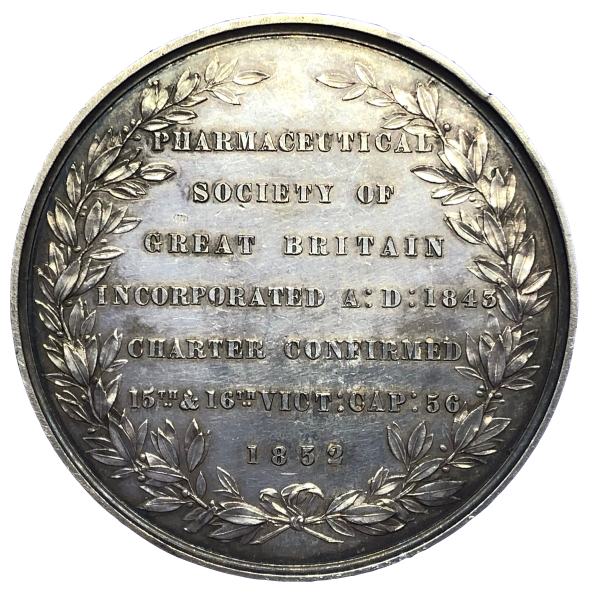 PHARMACEUTICAL
SOCIETY OF
GREAT BRITAIN
INCORPORATED A: D: 1843
CHARTER CONFIRMED
15TH & 16TH VICT: CAP: 56
1852